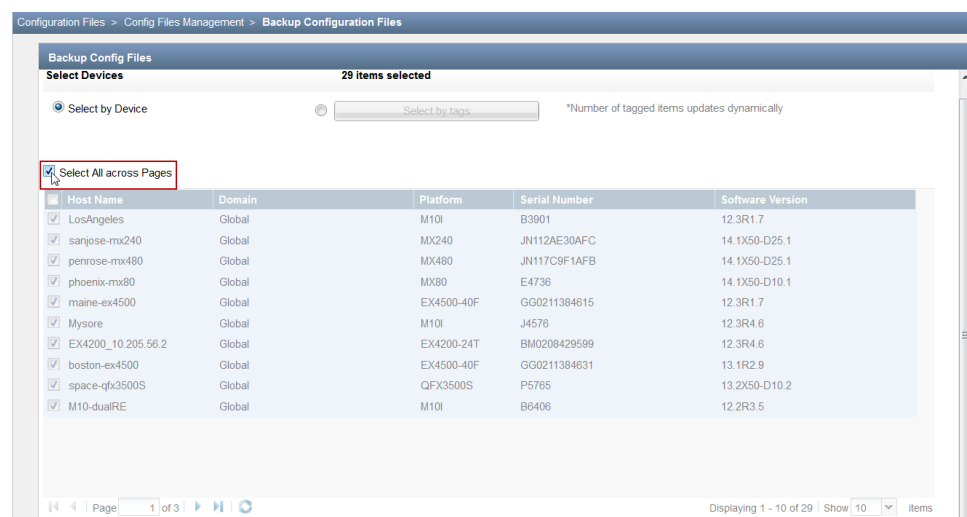 Configuration Files > Config Files Management > Backup Configuration Files
Backup Config Files
Select Devices 29 items selected
Select by Device Select by tags *Number of tagged items updates dynamically
Select All across Pages
Host Name Domain Platform Serial Number Software Version
LosAngeles Global M10I B3901 12.3R1.7
sanjose-mx240 Global MX240 JN112AE30AFC 14.1X50-D25.1
penrose-mx480 Global MX480 JN117C9F1AFB 14.1X50-D25.1
phoenix-mx80 Global MX80 E4736 14.1X50-D10.1
maine-ex4500 Global EX4500-40F GG0211384615 12.3R1.7
Mysore Global M10I J4576 12.3R4.6
EX4200_10.205.56.2 Global EX4200-24T BM0208429599 12.3R4.6
boston-ex4500 Global EX4500-40F GG0211384631 13.1R2.9
space-qfx3500S Global QFX3500S P5765 13.2X50-D10.2
M10-dualRE Global M10I B6406 12.2R3.5
Page 1 of 3 Displaying 1 - 10 of 29 Show 10 items